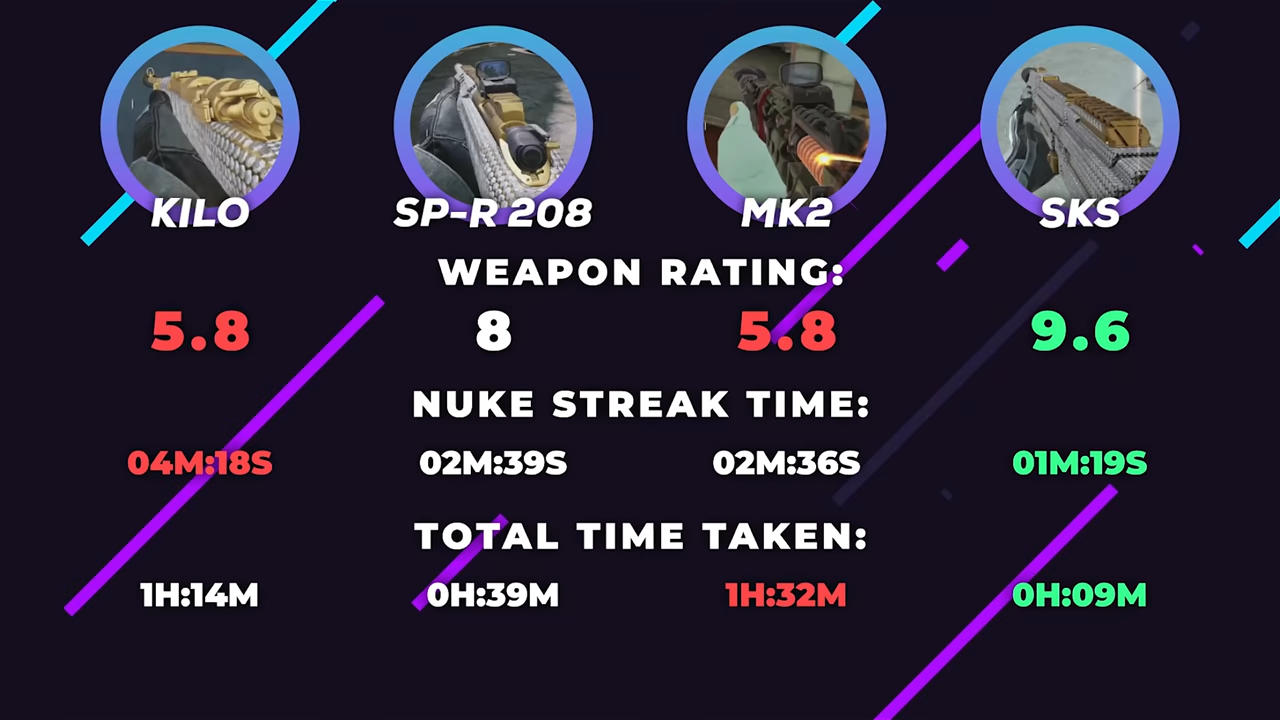 KILO SP-R 208 MK2 SKS
WEAPON RATING:
5.8 8 5.8 9.6
NUKE STREAK TIME:
04M:18S 02M:39S 02M:36S 01M:19S
TOTAL TIME TAKEN:
1H:14M 0H:39M 1H:32M 0H:09M